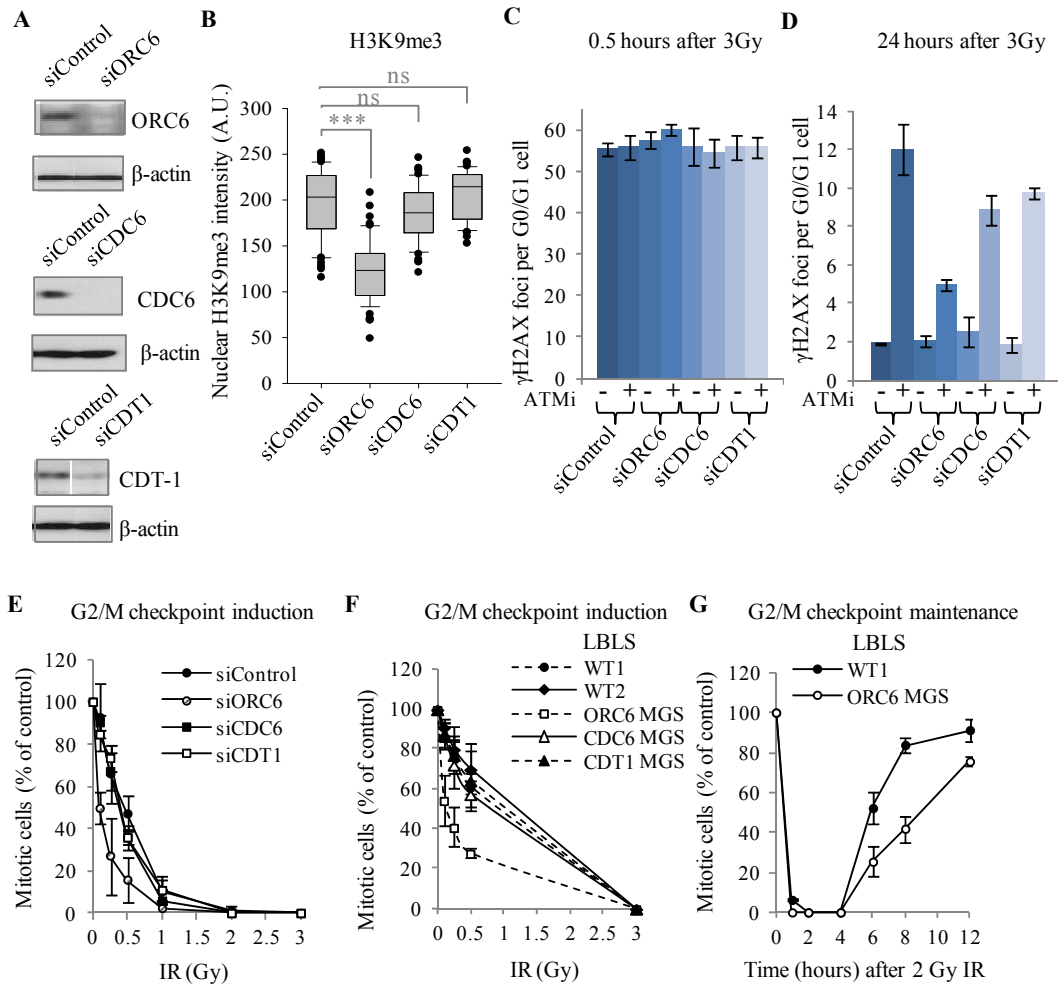 A
siControl
siORC6
ORC6
β-actin
siControl
siCDC6
CDC6
β-actin
siControl
siCDT1
CDT-1
β-actin
B
H3K9me3
ns
ns
***
Nuclear H3K9me3 intensity (A.U.)
300
250
200
150
100
50
0
siControl
siORC6
siCDC6
siCDT1
C
0.5 hours after 3Gy
γH2AX foci per G0/G1 cell
60
50
40
30
20
10
0
ATMi
- + - + - + - +
siControl
siORC6
siCDC6
siCDT1
D
24 hours after 3Gy
γH2AX foci per G0/G1 cell
14
12
10
8
6
4
2
0
ATMi
- + - + - + - +
siControl
siORC6
siCDC6
siCDT1
E
G2/M checkpoint induction
siControl
siORC6
siCDC6
siCDT1
Mitotic cells (% of control)
120
100
80
60
40
20
0
0 0.5 1 1.5 2 2.5 3
IR (Gy)
F
G2/M checkpoint induction
LBLS
WT1
WT2
ORC6 MGS
CDC6 MGS
CDT1 MGS
Mitotic cells (% of control)
120
100
80
60
40
20
0
0 0.5 1 1.5 2 2.5 3
IR (Gy)
G
G2/M checkpoint maintenance
LBLS
WT1
ORC6 MGS
Mitotic cells (% of control)
120
100
80
60
40
20
0
0 2 4 6 8 10 12
Time (hours) after 2 Gy IR